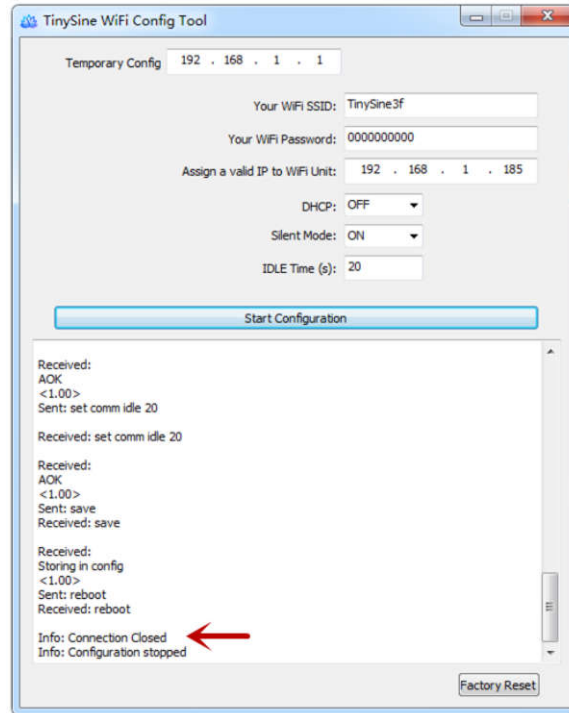 TinySine WiFi Config Tool
Temporary Config 192 . 168 . 1 . 1
Your WiFi SSID: TinySine3f
Your WiFi Password: 0000000000
Assign a valid IP to WiFi Unit: 192 . 168 . 1 . 185
DHCP: OFF
Silent Mode: ON
IDLE Time (s): 20
Start Configuration
Received:
AOK
<1.00>
Sent: set comm idle 20
Received: set comm idle 20
Received:
AOK
<1.00>
Sent: save
Received: save
Received:
Storing in config
<1.00>
Sent: reboot
Received: reboot
Info: Connection Closed
Info: Configuration stopped
Factory Reset